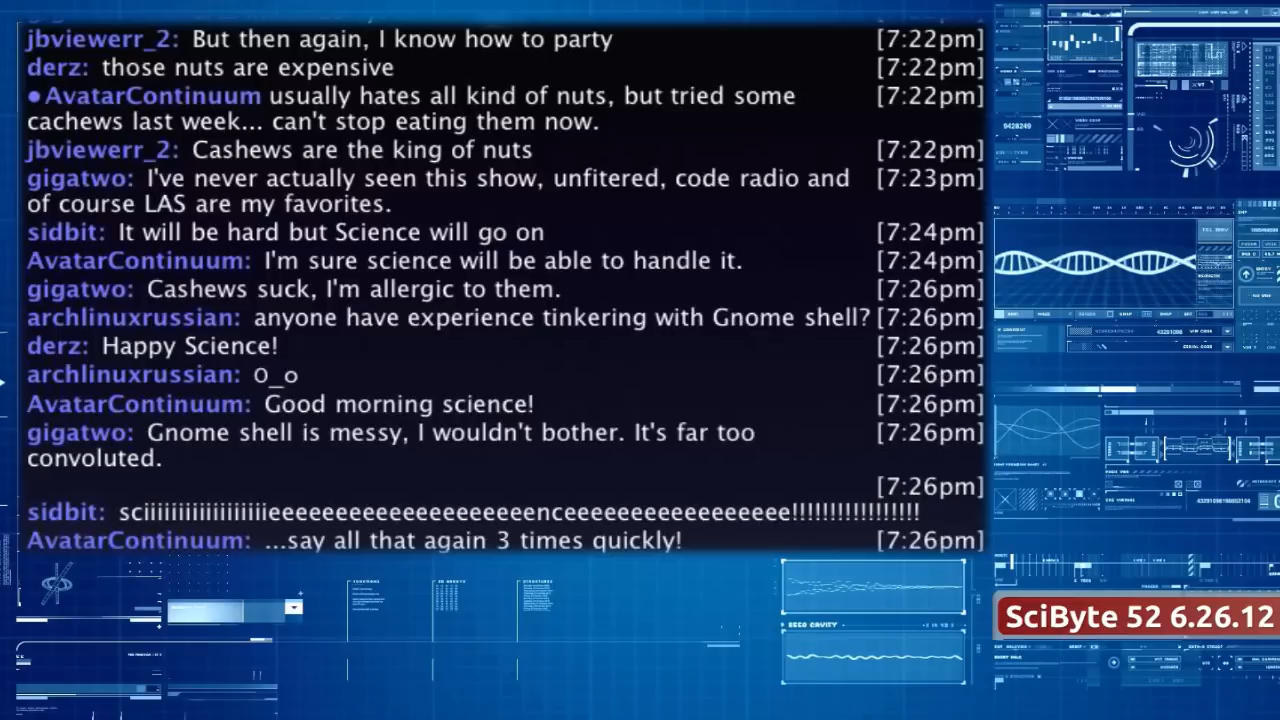 jbviewerr_2: But then again, I know how to party [7:22pm]
derz: those nuts are expensive [7:22pm]
●AvatarContinuum usually hates all kind of nuts, but tried some [7:22pm]
cachews last week... can't stop eating them now.
jbviewerr_2: Cashews are the king of nuts [7:22pm]
gigatwo: I've never actually seen this show, unfitered, code radio and [7:23pm]
of course LAS are my favorites.
sidbit: It will be hard but Science will go on [7:24pm]
AvatarContinuum: I'm sure science will be able to handle it. [7:24pm]
gigatwo: Cashews suck, I'm allergic to them. [7:26pm]
archlinuxrussian: anyone have experience tinkering with Gnome shell? [7:26pm]
derz: Happy Science! [7:26pm]
archlinuxrussian: O_o [7:26pm]
AvatarContinuum: Good morning science! [7:26pm]
gigatwo: Gnome shell is messy, I wouldn't bother. It's far too [7:26pm]
convoluted.
[7:26pm]
sidbit: sciiiiiiiiiiiiiiiiiieeeeeeeeeeeeeeeeeeeeeeenceeeeeeeeeeeeeeeeeee!!!!!!!!!!!!!!!!!!
AvatarContinuum: ...say all that again 3 times quickly! [7:26pm]
9428249
SciByte 52 6.26.12